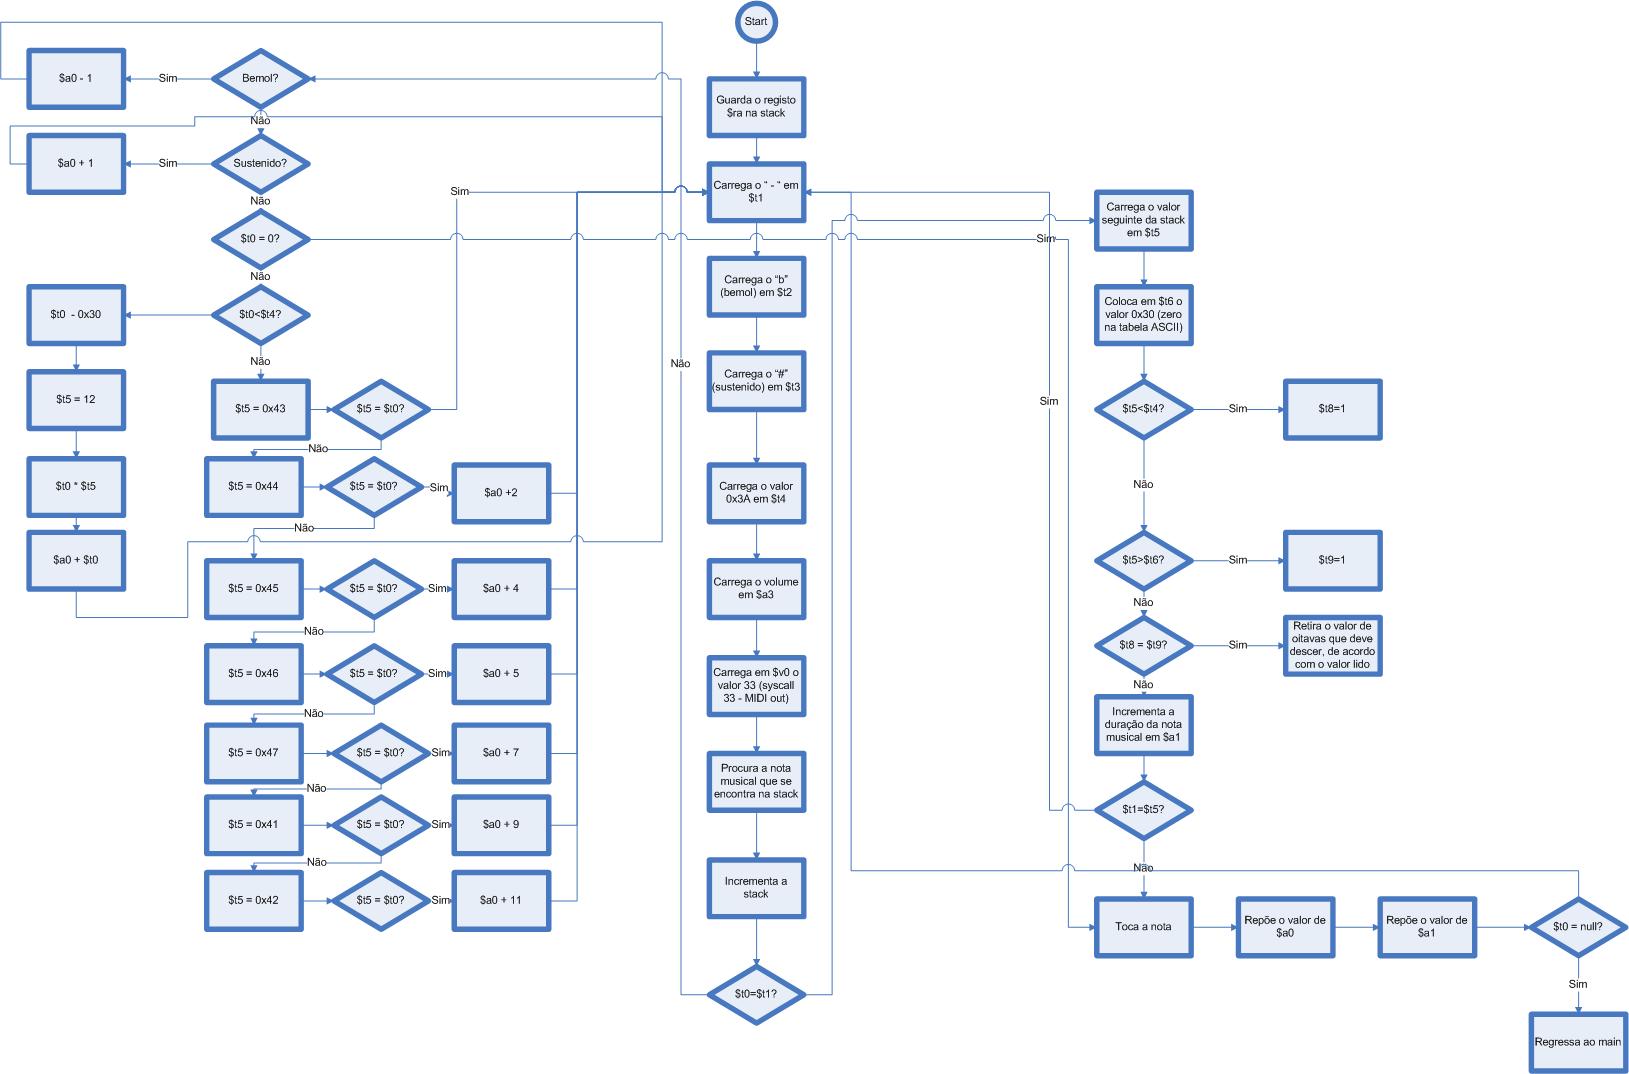 Start
Guarda o registo
$ra na stack
Carrega o “ - “ em
$t1
Carrega o “b”
(bemol) em $t2
Carrega o “#”
(sustenido) em $t3
Carrega o valor
0x3A em $t4
Carrega o volume
em $a3
Carrega em $v0 o
valor 33 (syscall
33 - MIDI out)
Procura a nota
musical que se
encontra na stack
Incrementa a
stack
$t0=$t1?
Não
Bemol?
Sim
$a0 - 1
Não
Sustenido?
Sim
$a0 + 1
Não
$t0 = 0?
Sim
Não
$t0<$t4?
$t0 - 0x30
$t5 = 12
$t0 * $t5
$a0 + $t0
Não
$t5 = 0x43
$t5 = $t0?
Sim
Não
$t5 = 0x44
$t5 = $t0?
Sim
$a0 +2
Não
$t5 = 0x45
$t5 = $t0?
Sim
$a0 + 4
Não
$t5 = 0x46
$t5 = $t0?
Sim
$a0 + 5
Não
$t5 = 0x47
$t5 = $t0?
Sim
$a0 + 7
Não
$t5 = 0x41
$t5 = $t0?
Sim
$a0 + 9
Não
$t5 = 0x42
$t5 = $t0?
Sim
$a0 + 11
Carrega o valor
seguinte da stack
em $t5
Coloca em $t6 o
valor 0x30 (zero
na tabela ASCII)
$t5<$t4?
Sim
$t8=1
Não
$t5>$t6?
Sim
$t9=1
Não
$t8 = $t9?
Sim
Retira o valor de
oitavas que deve
descer, de acordo
com o valor lido
Não
Incrementa a
duração da nota
musical em $a1
$t1=$t5?
Sim
Não
Toca a nota
Repõe o valor de
$a0
Repõe o valor de
$a1
$t0 = null?
Sim
Regressa ao main